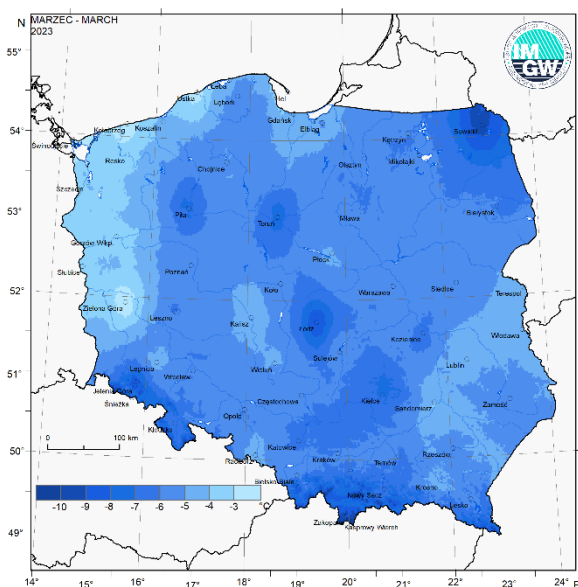 N
MARZEC - MARCH
2023
IM
GW
55°
54°
53°
52°
51°
50°
49°
Łeba
Ustka
Lębork
Hel
Koszalin
Gdańsk
Elbląg
Kętrzyn
Suwałki
Resko
Olsztyn
Mikołajki
Chojnice
Szczecin
Piła
Toruń
Mława
Białystok
Gorzów Wlkp.
Słubice
Poznań
Płock
Koło
Warszawa
Siedlce
Terespol
Zielona Góra
Leszno
Kalisz
Łódź
Kozienice
Włodawa
Sulejów
Legnica
Wrocław
Wieluń
Lublin
Jelenia Góra
Śnieżka
Częstochowa
Kielce
Sandomierz
Zamość
Kłodzko
Opole
Katowice
Kraków
Tarnów
Rzeszów
Racibórz
Bielsko-Biała
Nowy Sącz
Krosno
Lesko
Zakopane
Kasprowy Wierch
0 100 km
-10 -9 -8 -7 -6 -5 -4 -3 °C
14° 15° 16° 17° 18° 19° 20° 21° 22° 23° 24° E